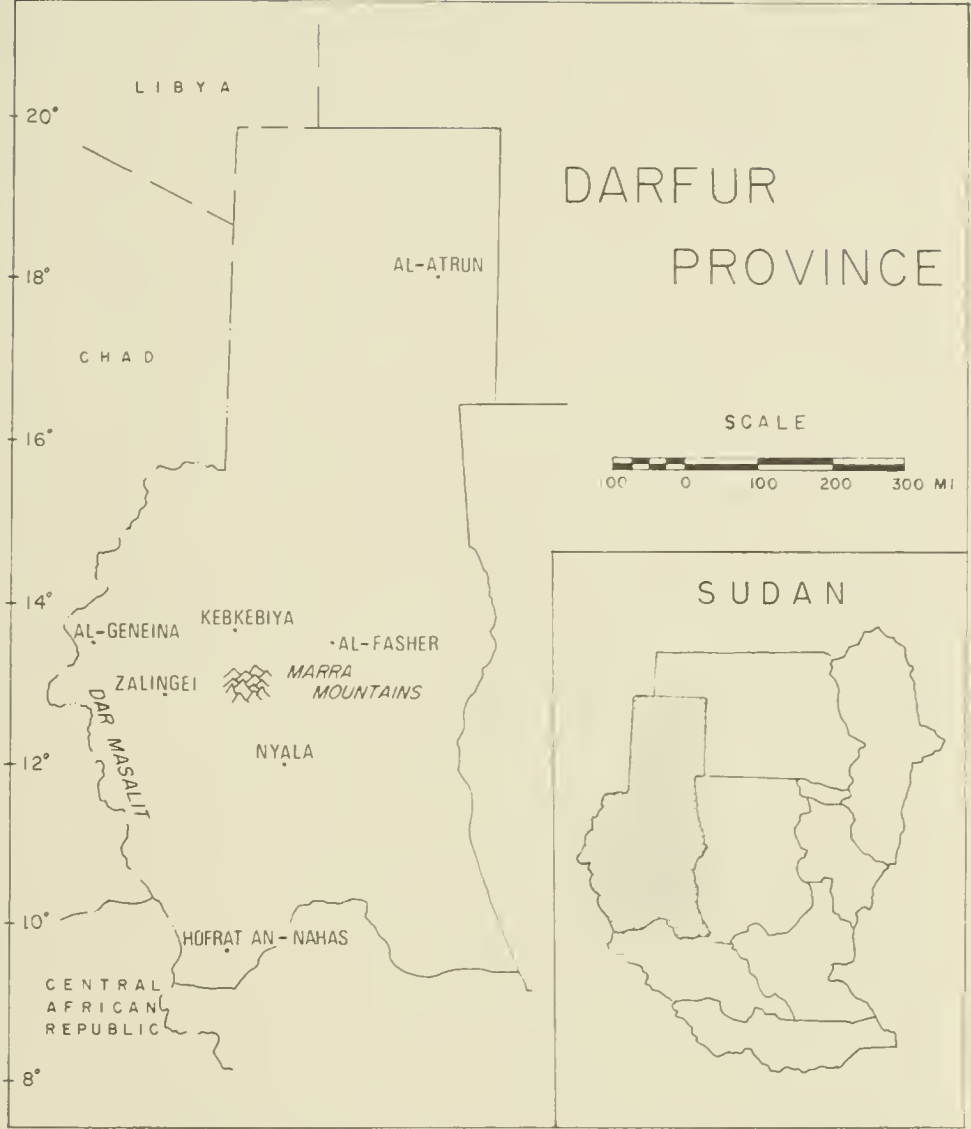 LIBYA
20°
DARFUR
PROVINCE
AL-ATRUN
18°
CHAD
SCALE
16°
100 0 100 200 300 MI
14°
SUDAN
KEBKEBIYA
AL-GENEINA
AL-FASHER
ZALINGEI
MARRA
MOUNTAINS
DAR MASALIT
NYALA
12°
10°
HOFRAT AN-NAHAS
CENTRAL
AFRICAN
REPUBLIC
8°